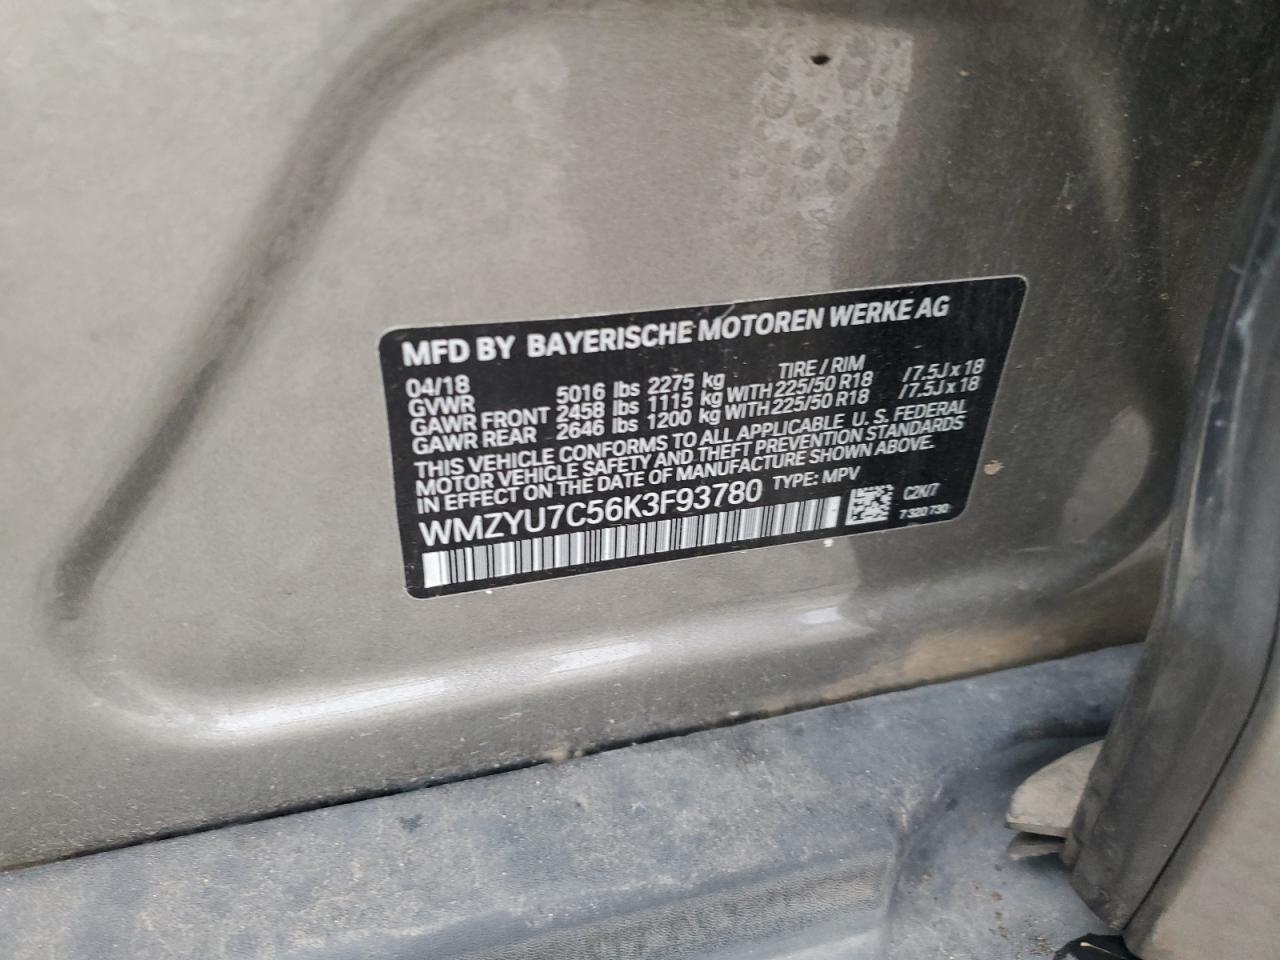 MFD BY BAYERISCHE MOTOREN WERKE AG
04/18 TIRE / RIM
GVWR 5016 lbs 2275 kg
GAWR FRONT 2458 lbs 1115 kg WITH 225/50 R18 /7.5J x 18
GAWR REAR 2646 lbs 1200 kg WITH 225/50 R18 /7.5J x 18
THIS VEHICLE CONFORMS TO ALL APPLICABLE U. S. FEDERAL
MOTOR VEHICLE SAFETY AND THEFT PREVENTION STANDARDS
IN EFFECT ON THE DATE OF MANUFACTURE SHOWN ABOVE.
WMZYU7C56K3F93780 TYPE: MPV
C2K/7
7 320 730